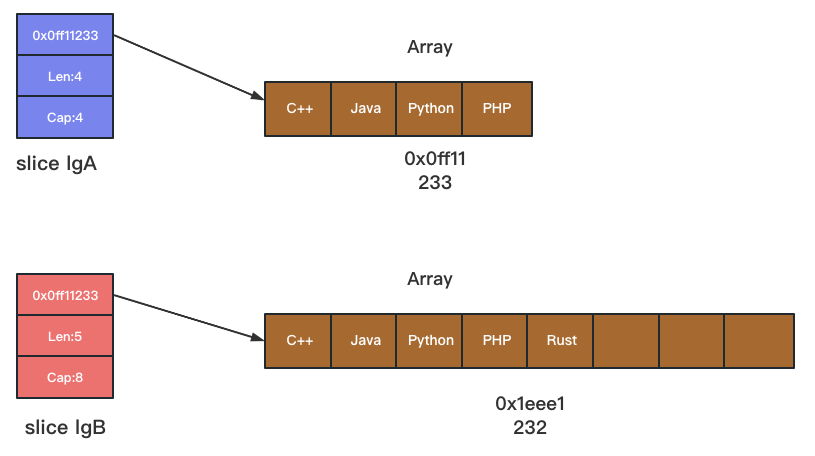 0x0ff11233
Len:4
Cap:4
slice lgA
Array
C++ Java Python PHP
0x0ff11
233
0x0ff11233
Len:5
Cap:8
slice lgB
Array
C++ Java Python PHP Rust
0x1eee1
232